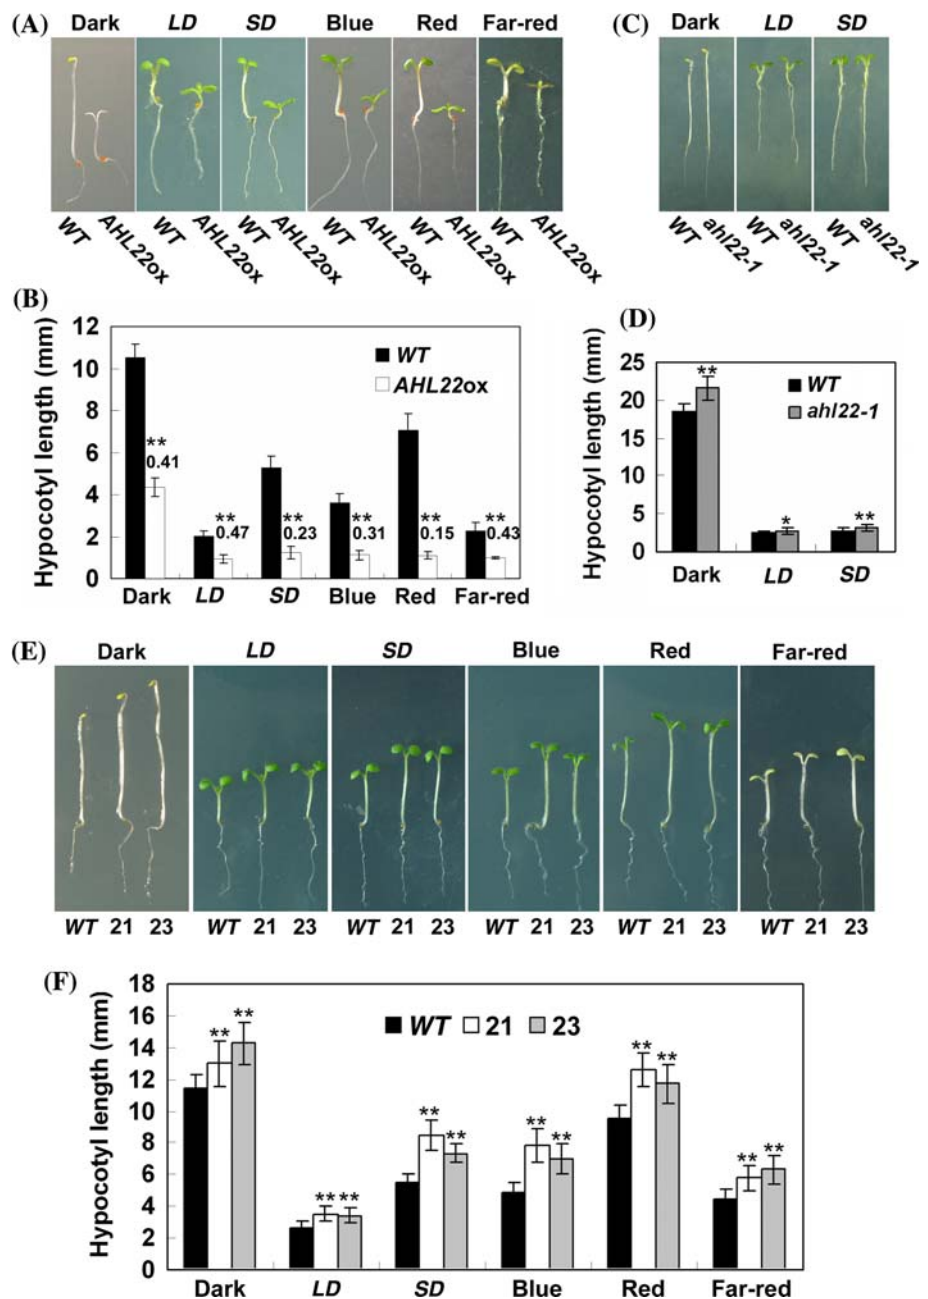 (A) Dark LD SD Blue Red Far-red
WT AHL22ox WT AHL22ox WT AHL22ox WT AHL22ox WT AHL22ox WT AHL22ox
(C) Dark LD SD
WT ahl22-1 WT ahl22-1 WT ahl22-1
(B)
Hypocotyl length (mm)
12
10
8
6
4
2
0
WT
AHL22ox
** ** ** ** ** **
0.41 0.47 0.23 0.31 0.15 0.43
Dark LD SD Blue Red Far-red
(D)
Hypocotyl length (mm)
25
20
15
10
5
0
WT
ahl22-1
** * **
Dark LD SD
(E) Dark LD SD Blue Red Far-red
WT 21 23 WT 21 23 WT 21 23 WT 21 23 WT 21 23 WT 21 23
(F)
Hypocotyl length (mm)
18
16
14
12
10
8
6
4
2
0
WT 21 23
** ** ** ** ** ** ** ** ** ** ** **
Dark LD SD Blue Red Far-red